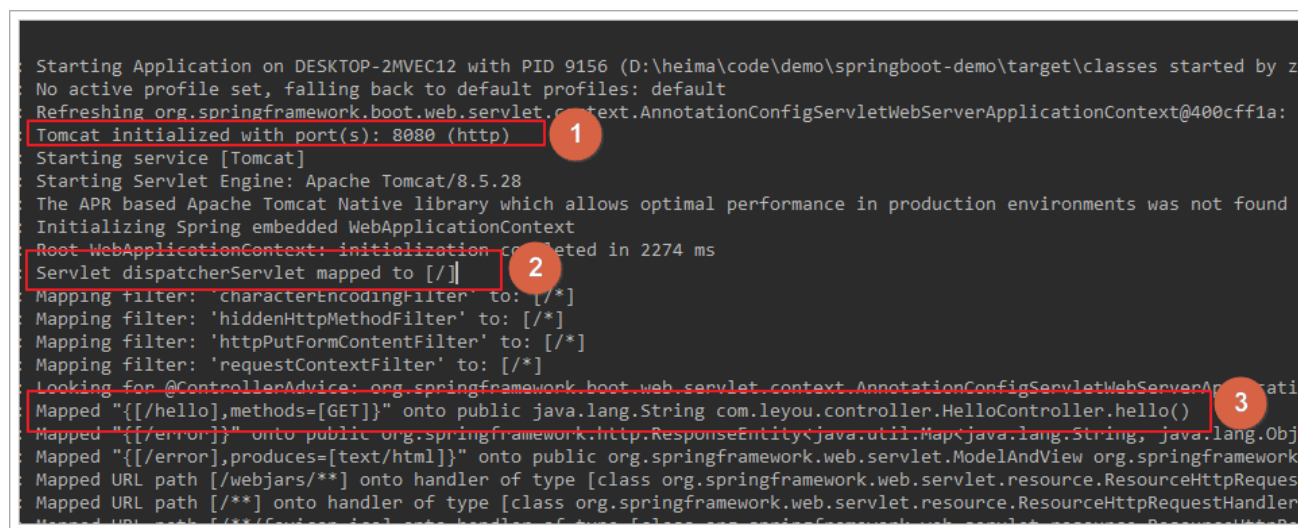 : Starting Application on DESKTOP-2MVEC12 with PID 9156 (D:\heima\code\demo\springboot-demo\target\classes started by z
: No active profile set, falling back to default profiles: default
: Refreshing org.springframework.boot.web.servlet.context.AnnotationConfigServletWebServerApplicationContext@400cff1a:
: Tomcat initialized with port(s): 8080 (http) 1
: Starting service [Tomcat]
: Starting Servlet Engine: Apache Tomcat/8.5.28
: The APR based Apache Tomcat Native library which allows optimal performance in production environments was not found
: Initializing Spring embedded WebApplicationContext
: Root WebApplicationContext: initialization completed in 2274 ms
: Servlet dispatcherServlet mapped to [/] 2
: Mapping filter: 'characterEncodingFilter' to: [/*]
: Mapping filter: 'hiddenHttpMethodFilter' to: [/*]
: Mapping filter: 'httpPutFormContentFilter' to: [/*]
: Mapping filter: 'requestContextFilter' to: [/*]
: Looking for @ControllerAdvice: org.springframework.boot.web.servlet.context.AnnotationConfigServletWebServerApplicati
: Mapped "{[/hello],methods=[GET]}" onto public java.lang.String com.leyou.controller.HelloController.hello() 3
: Mapped "{[/error]}" onto public org.springframework.http.ResponseEntity<java.util.Map<java.lang.String, java.lang.Obj
: Mapped "{[/error],produces=[text/html]}" onto public org.springframework.web.servlet.ModelAndView org.springframework
: Mapped URL path [/webjars/**] onto handler of type [class org.springframework.web.servlet.resource.ResourceHttpReques
: Mapped URL path [/**] onto handler of type [class org.springframework.web.servlet.resource.ResourceHttpRequestHandler